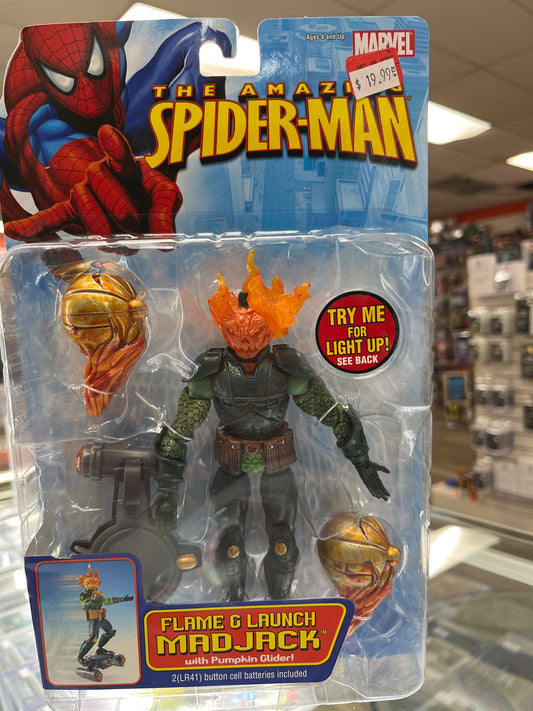 Ages 4 and Up
MARVEL
$ 19.99
THE AMAZING
SPIDER-MAN
TRY ME
FOR
LIGHT UP!
SEE BACK
FLAME & LAUNCH
MADJACK™
with Pumpkin Glider!
2(LR41) button cell batteries included